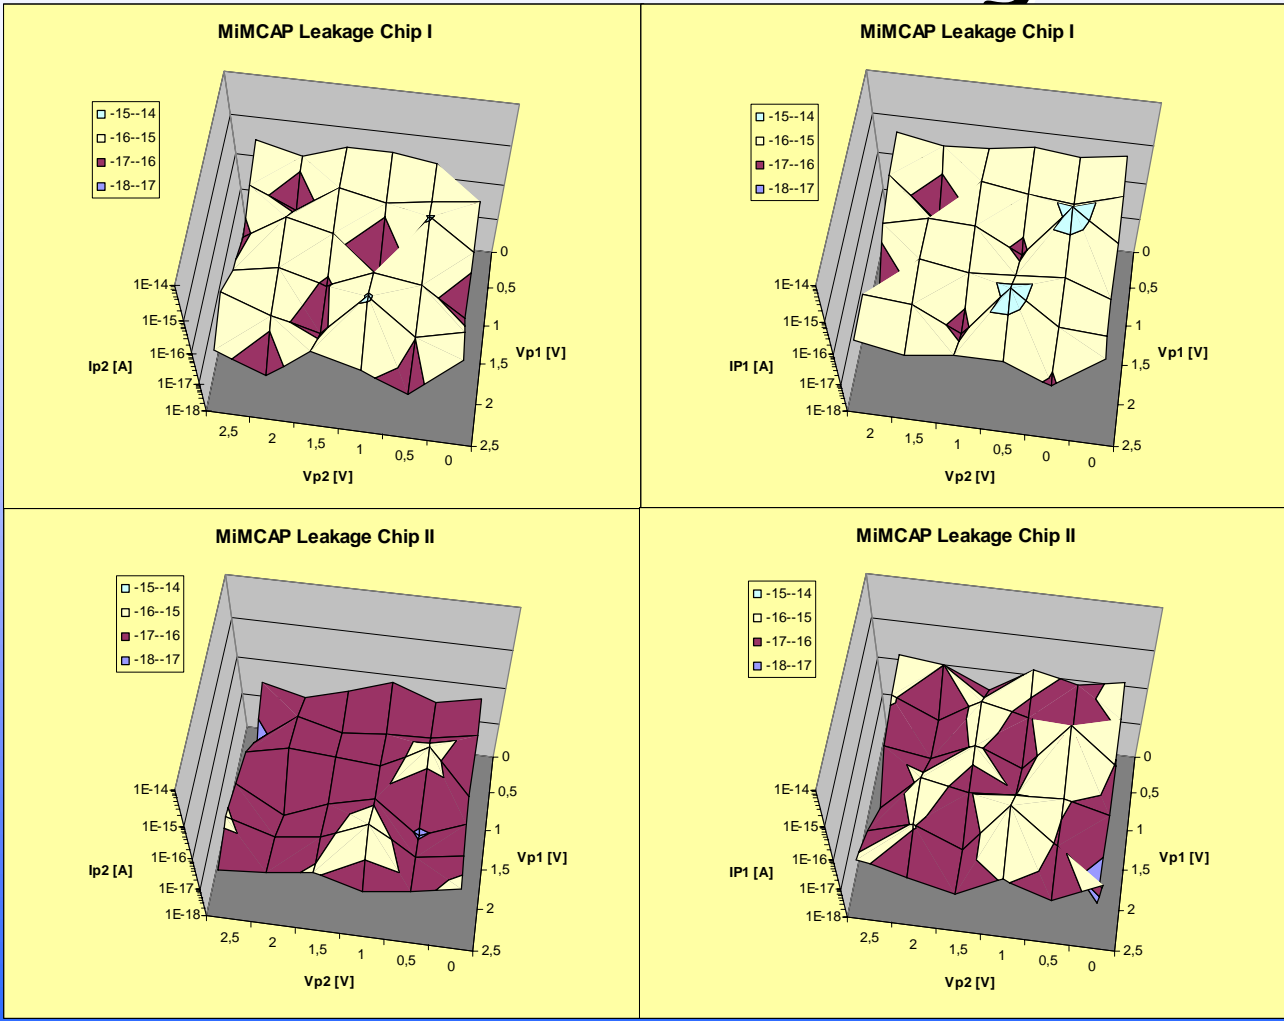 MiMCAP Leakage Chip I
-15--14
-16--15
-17--16
-18--17
1E-14
1E-15
1E-16
1E-17
1E-18
Ip2 [A]
2,5
2
1,5
1
0,5
0
Vp2 [V]
0
0,5
1
1,5
2
2,5
Vp1 [V]
MiMCAP Leakage Chip I
-15--14
-16--15
-17--16
-18--17
1E-14
1E-15
1E-16
1E-17
1E-18
IP1 [A]
2
1,5
1
0,5
0
0
Vp2 [V]
0
0,5
1
1,5
2
2,5
Vp1 [V]
MiMCAP Leakage Chip II
-15--14
-16--15
-17--16
-18--17
1E-14
1E-15
1E-16
1E-17
1E-18
Ip2 [A]
2,5
2
1,5
1
0,5
0
Vp2 [V]
0
0,5
1
1,5
2
2,5
Vp1 [V]
MiMCAP Leakage Chip II
-15--14
-16--15
-17--16
-18--17
1E-14
1E-15
1E-16
1E-17
1E-18
IP1 [A]
2,5
2
1,5
1
0,5
0
Vp2 [V]
0
0,5
1
1,5
2
2,5
Vp1 [V]